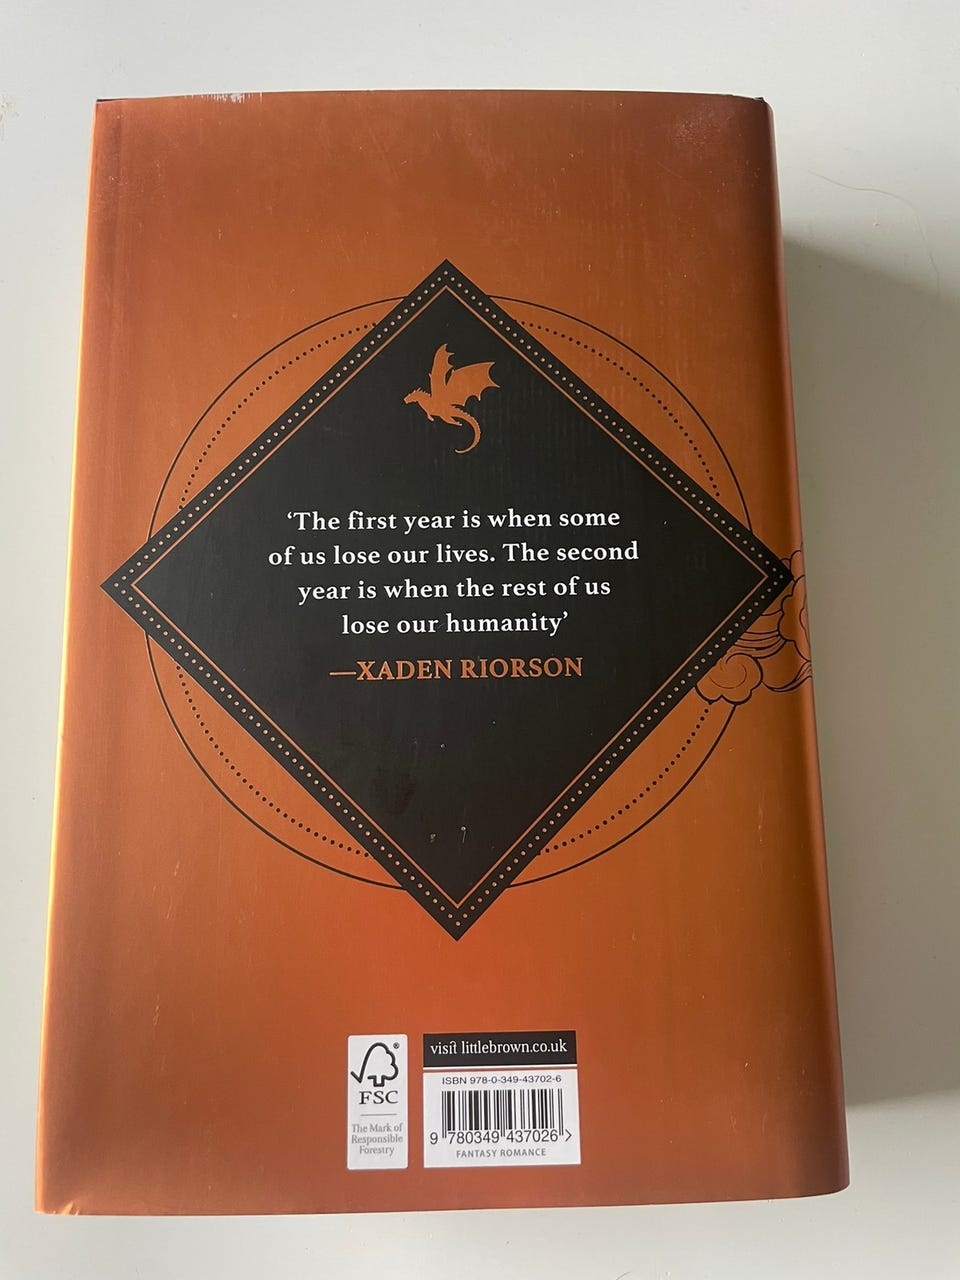 ‘The first year is when some
of us lose our lives. The second
year is when the rest of us
lose our humanity’
—XADEN RIORSON
FSC®
The Mark of
Responsible
Forestry
visit littlebrown.co.uk
ISBN 978-0-349-43702-6
9 780349 437026 >
FANTASY ROMANCE